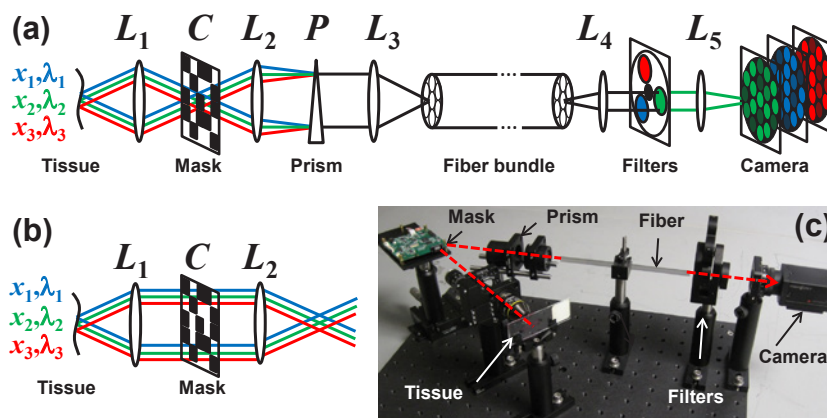 (a)
L1 C L2 P L3 L4 L5
x1,λ1
x2,λ2
x3,λ3
Tissue Mask Prism Fiber bundle Filters Camera
(b)
L1 C L2
x1,λ1
x2,λ2
x3,λ3
Tissue Mask
(c)
Mask Prism Fiber
Tissue Filters Camera